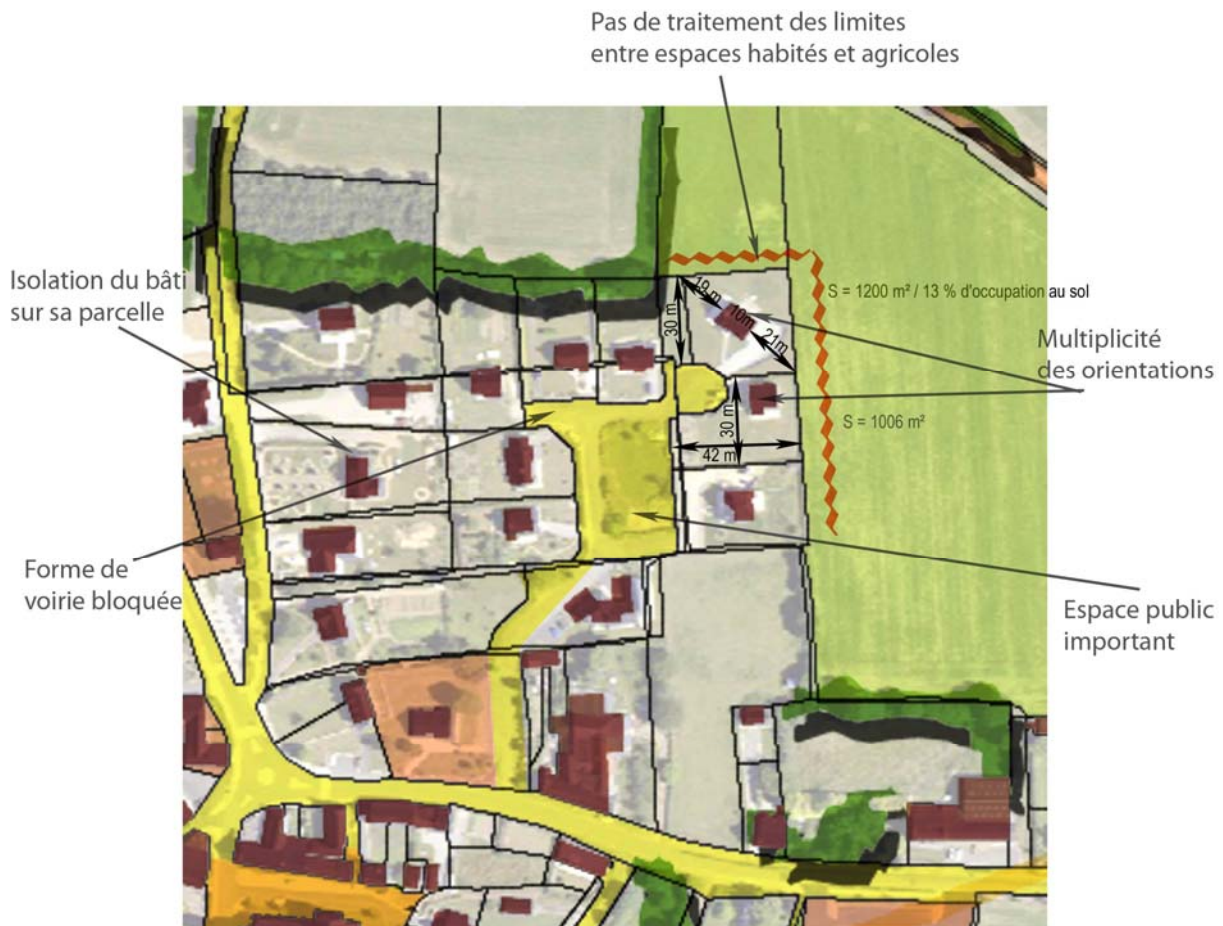 Pas de traitement des limites
entre espaces habités et agricoles
Isolation du bâti
sur sa parcelle
19 m
10m
21m
30 m
S = 1200 m² / 13 % d'occupation au sol
Multiplicité
des orientations
30 m
42 m
S = 1006 m²
Forme de
voirie bloquée
Espace public
important